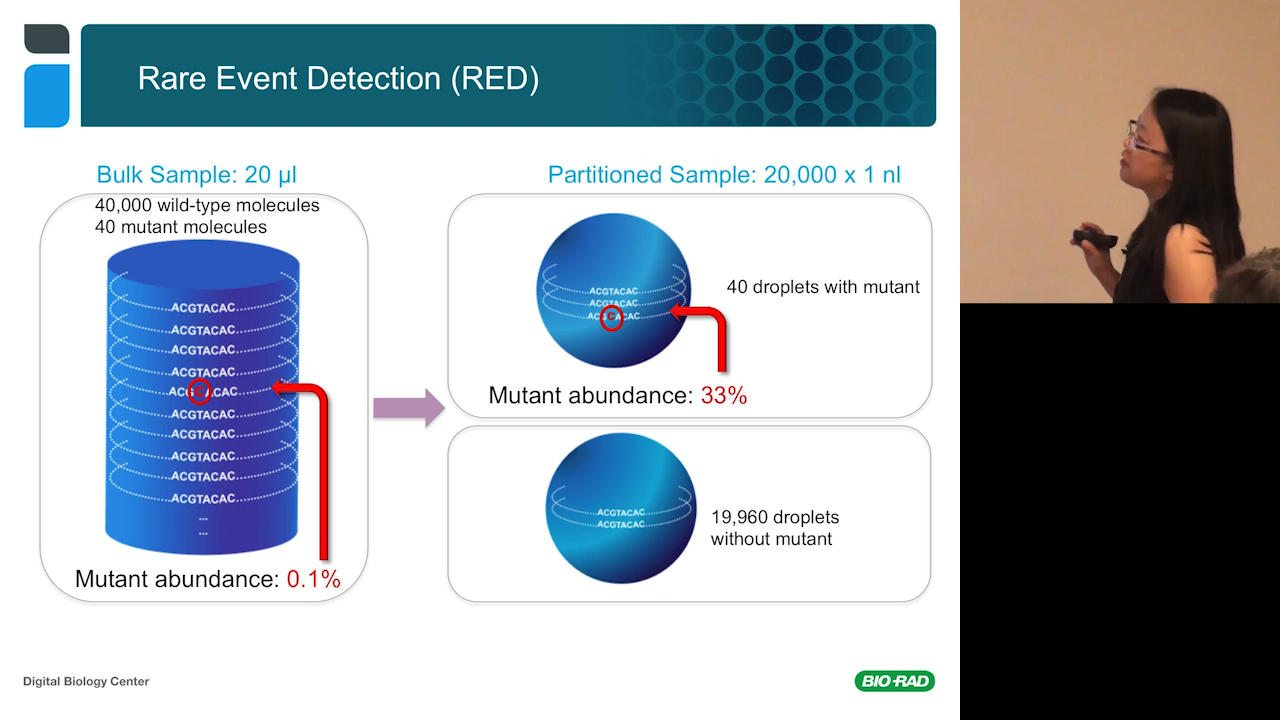 Rare Event Detection (RED)
Bulk Sample: 20 µl
40,000 wild-type molecules
40 mutant molecules
ACGTACAC
ACGTACAC
ACGTACAC
ACGTACAC
ACGCACAC
ACGTACAC
ACGTACAC
ACGTACAC
ACGTACAC
ACGTACAC
...
...
Mutant abundance: 0.1%
Partitioned Sample: 20,000 x 1 nl
ACGTACAC
ACGTACAC
ACGCACAC
40 droplets with mutant
Mutant abundance: 33%
ACGTACAC
ACGTACAC
19,960 droplets
without mutant
Digital Biology Center
BIO-RAD